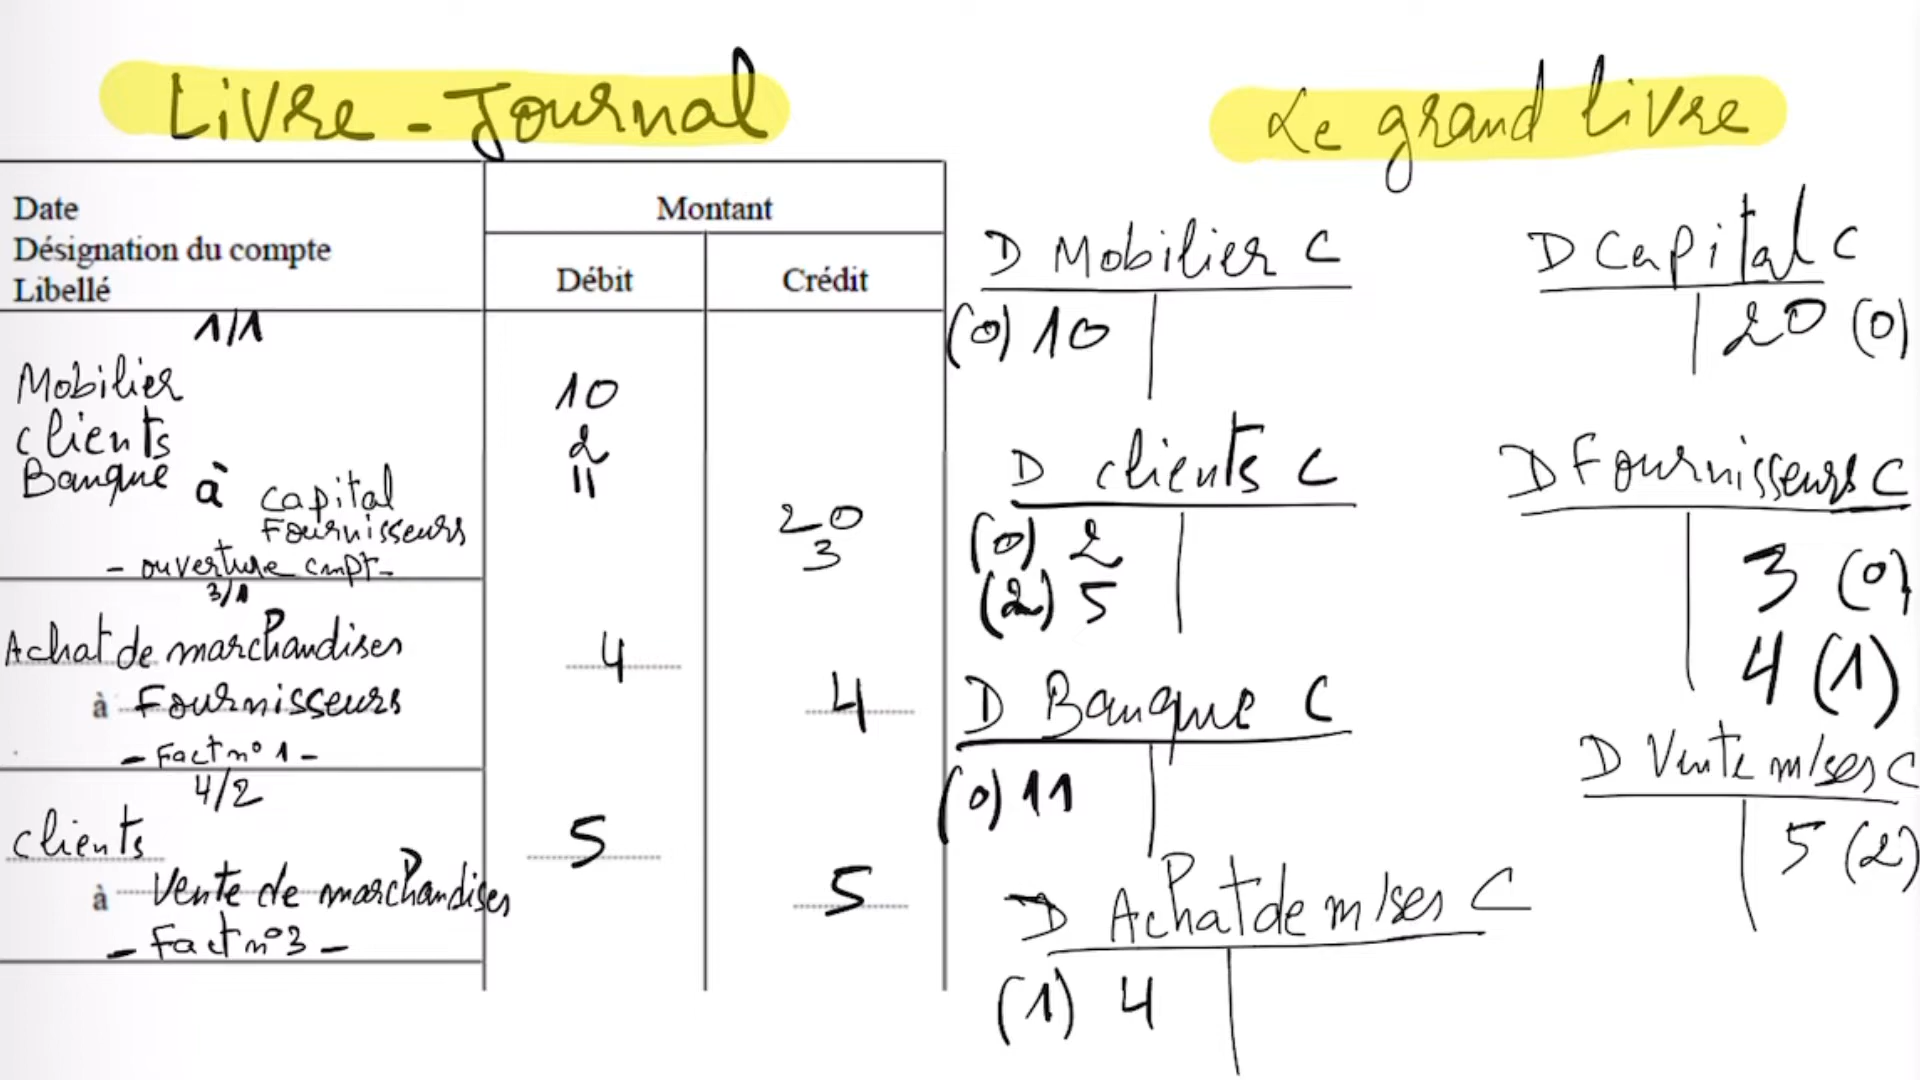 Livre - Journal
Date
Désignation du compte
Libellé
Montant
Débit
Crédit
1/1
Mobilier 10
Clients 2
Banque 11
à Capital 20
Fournisseurs 3
- ouverture cmpt -
3/1
Achat de marchandises 4
à Fournisseurs 4
- Fact n° 1 -
4/2
Clients 5
à Vente de marchandises 5
- Fact n° 3 -
Le grand livre
D Mobilier C
(0) 10
D Capital C
20 (0)
D Clients C
(0) 2
(2) 5
D Fournisseurs C
3 (0)
4 (1)
D Banque C
(0) 11
D Vente m/ses C
5 (2)
D Achat de m/ses C
(1) 4